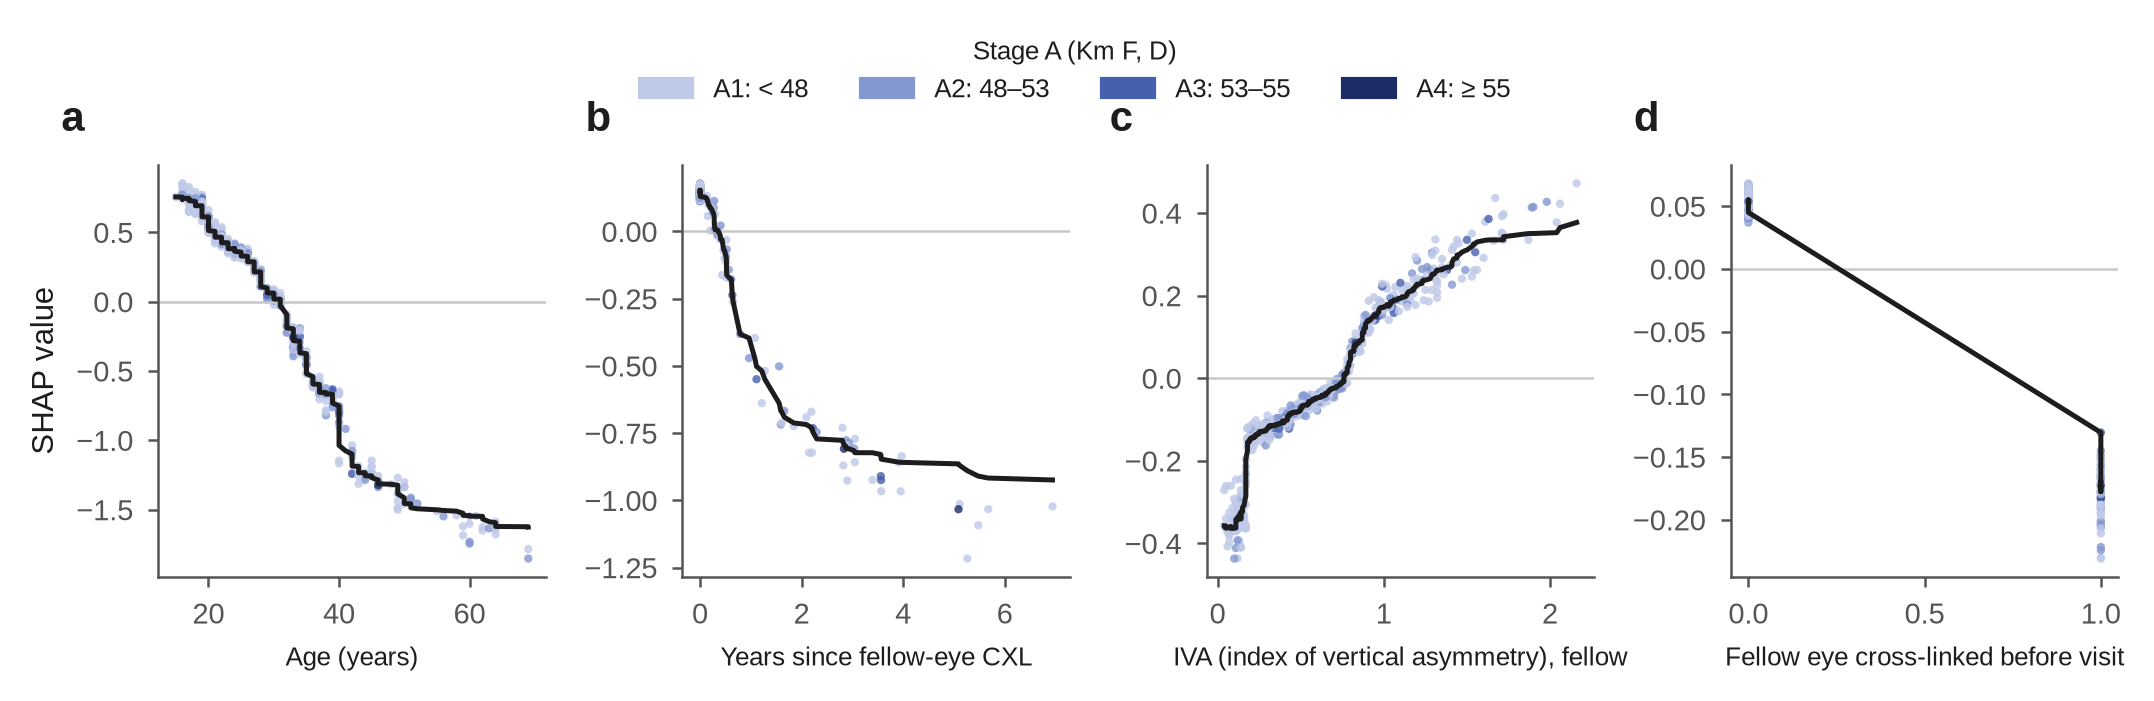 Stage A (Km F, D)
A1: < 48 A2: 48–53 A3: 53–55 A4: ≥ 55
a b c d
SHAP value
0.5
0.0
−0.5
−1.0
−1.5
20 40 60
Age (years)
0.00
−0.25
−0.50
−0.75
−1.00
−1.25
0 2 4 6
Years since fellow-eye CXL
0.4
0.2
0.0
−0.2
−0.4
0 1 2
IVA (index of vertical asymmetry), fellow
0.05
0.00
−0.05
−0.10
−0.15
−0.20
0.0 0.5 1.0
Fellow eye cross-linked before visit